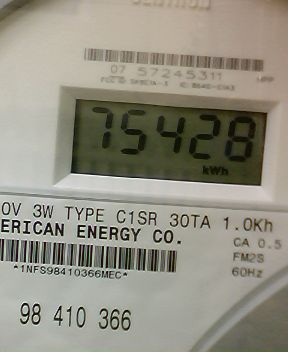 07 57245311
75428
kWh
0V 3W TYPE C1SR 30TA 1.0Kh
ERICAN ENERGY CO.
CA 0.5
FM2S
60Hz
*1NFS98410366MEC*
98 410 366